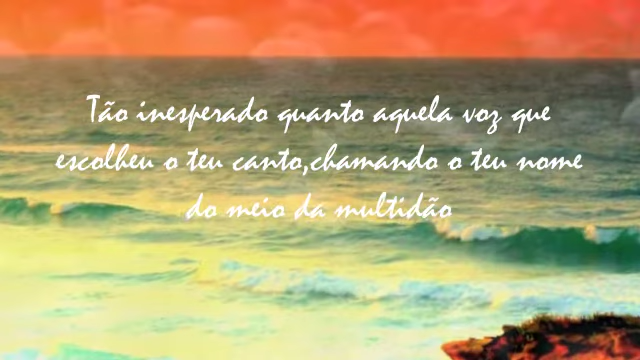 Tão inesperado quanto aquela voz que
escolheu o teu canto,chamando o teu nome
do meio da multidão